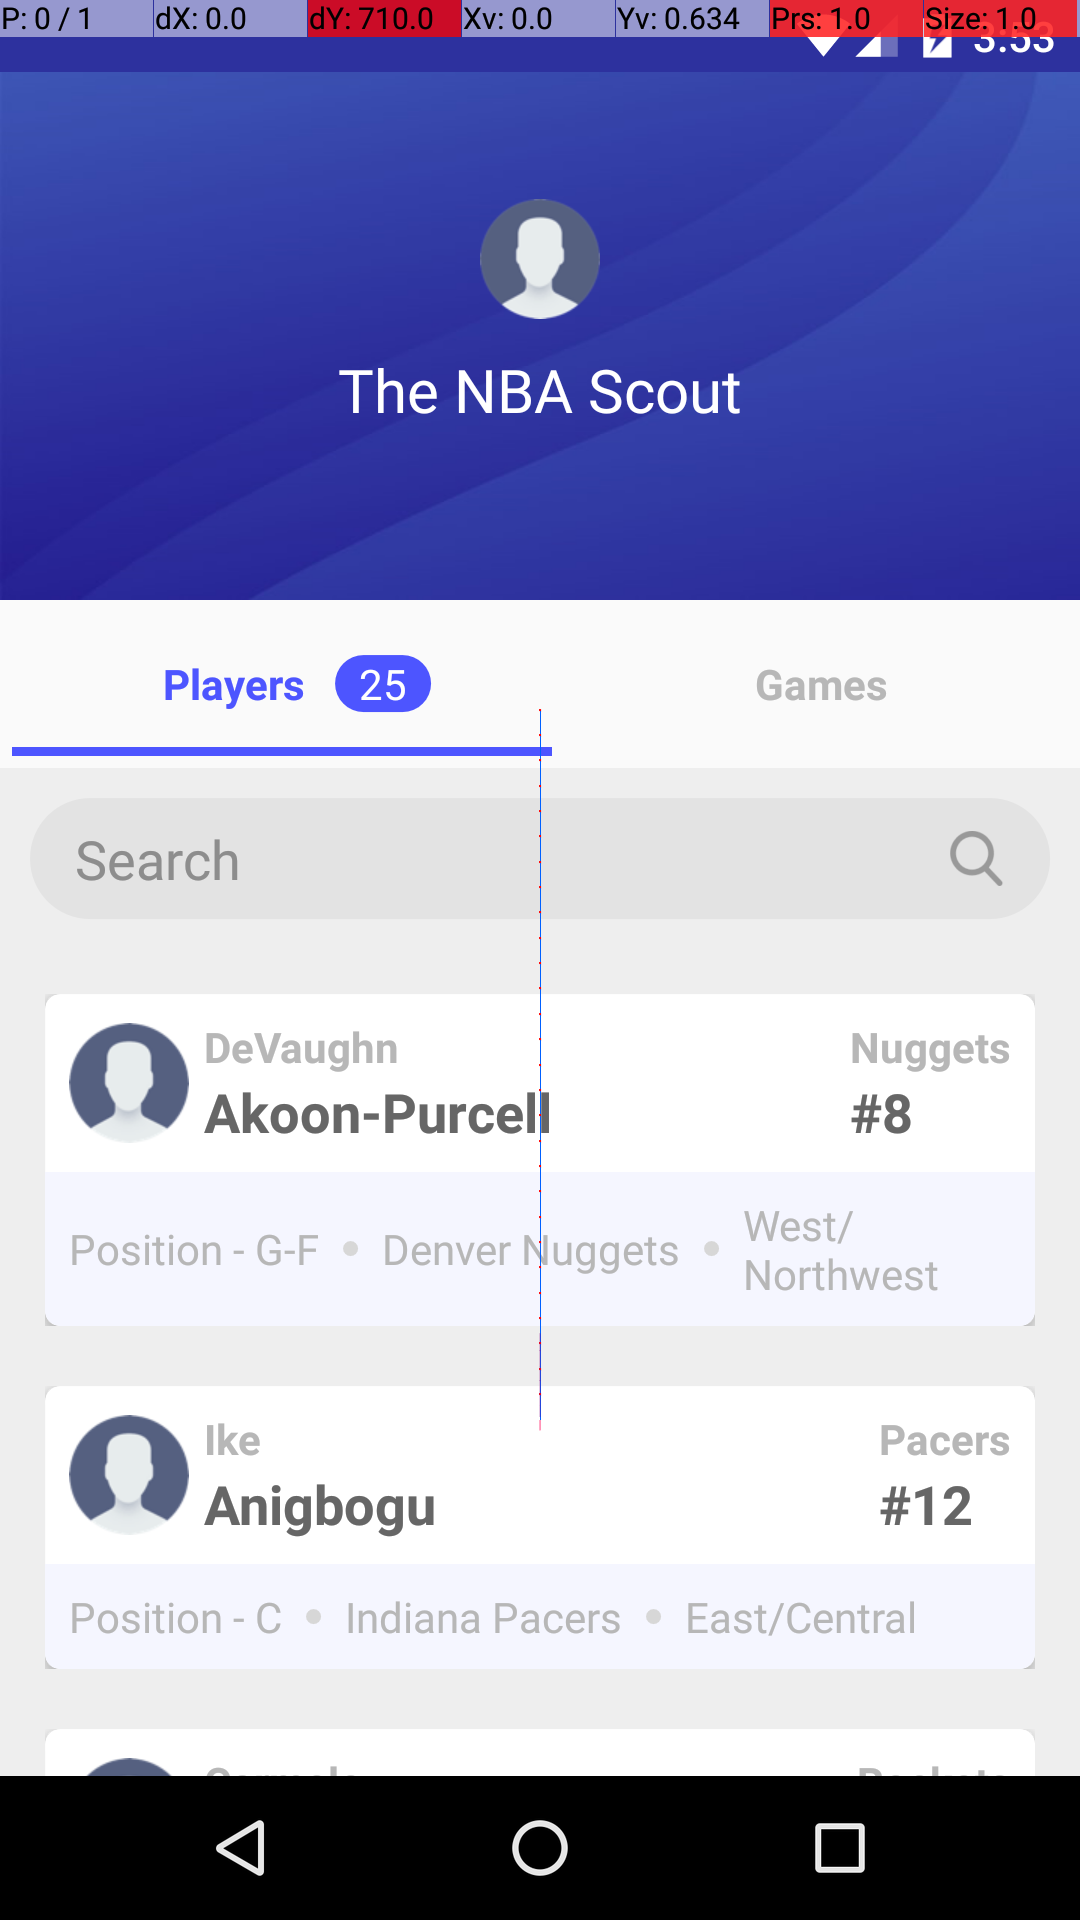 P: 0 / 1 dX: 0.0 dY: 710.0 Xv: 0.0 Yv: 0.634 Prs: 1.0 Size: 1.0
3:53
The NBA Scout
Players 25 Games
Search
DeVaughn Nuggets
Akoon-Purcell #8
Position - G-F Denver Nuggets West/
Northwest
Ike Pacers
Anigbogu #12
Position - C Indiana Pacers East/Central